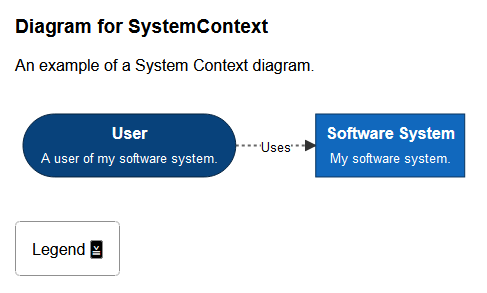 Diagram for SystemContext
An example of a System Context diagram.
User
A user of my software system.
Uses
Software System
My software system.
Legend